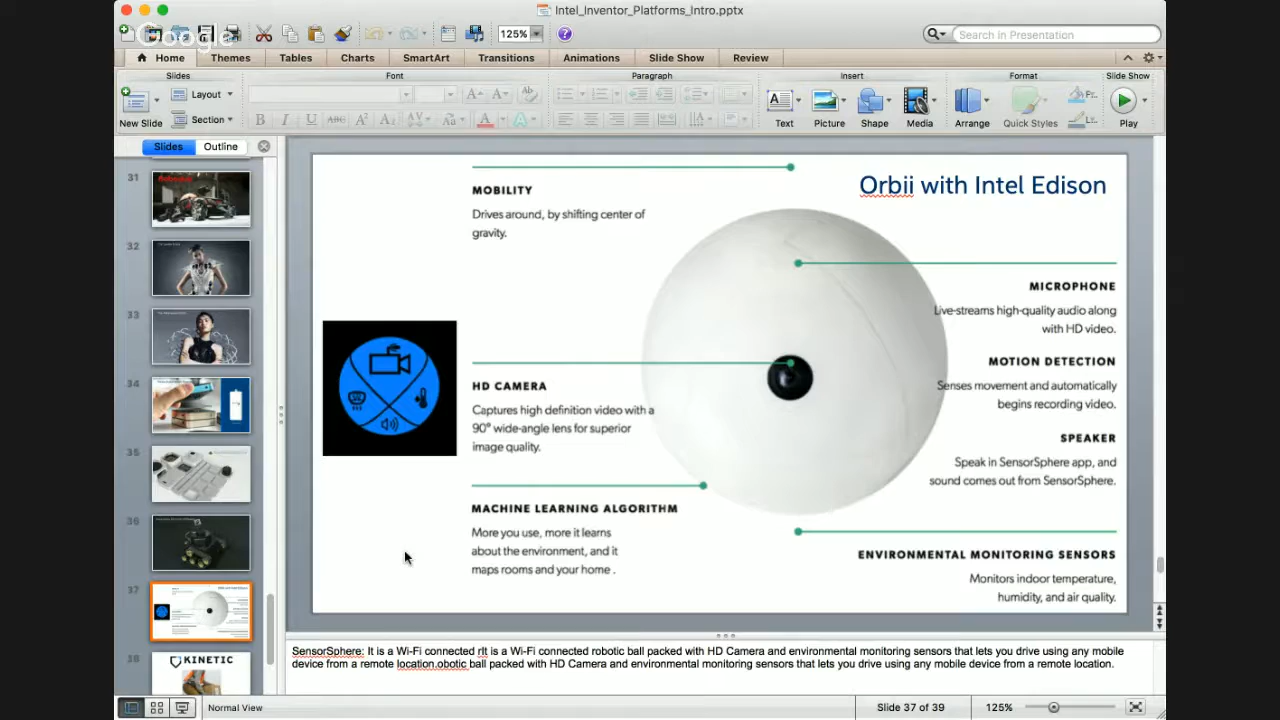 Intel_Inventor_Platforms_Intro.pptx
Google
125%
Search in Presentation
Home
Themes
Tables
Charts
SmartArt
Transitions
Animations
Slide Show
Review
Slides
Font
Paragraph
Insert
Format
Slide Show
New Slide
Layout
Section
Text
Picture
Shape
Media
Arrange
Quick Styles
Play
Slides
Outline
31
32
33
34
35
36
37
38
KINETIC
Orbii with Intel Edison
MOBILITY
Drives around, by shifting center of
gravity.
HD CAMERA
Captures high definition video with a
90° wide-angle lens for superior
image quality.
MACHINE LEARNING ALGORITHM
More you use, more it learns
about the environment, and it
maps rooms and your home .
MICROPHONE
Live-streams high-quality audio along
with HD video.
MOTION DETECTION
Senses movement and automatically
begins recording video.
SPEAKER
Speak in SensorSphere app, and
sound comes out from SensorSphere.
ENVIRONMENTAL MONITORING SENSORS
Monitors indoor temperature,
humidity, and air quality.
SensorSphere: It is a Wi-Fi connected rIt is a Wi-Fi connected robotic ball packed with HD Camera and environmental monitoring sensors that lets you drive using any mobile
device from a remote location.obotic ball packed with HD Camera and environmental monitoring sensors that lets you drive using any mobile device from a remote location.
Normal View
Slide 37 of 39
125%